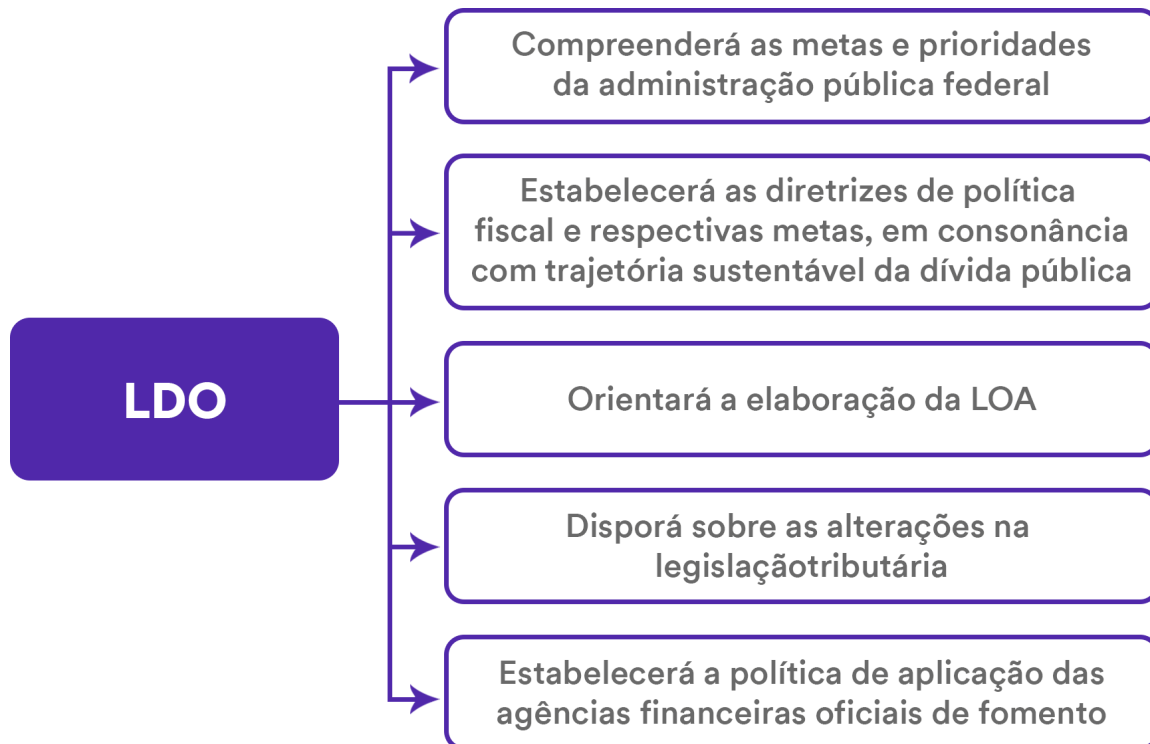 Compreenderá as metas e prioridades
da administração pública federal
Estabelecerá as diretrizes de política
fiscal e respectivas metas, em consonância
com trajetória sustentável da dívida pública
LDO
Orientará a elaboração da LOA
Disporá sobre as alterações na
legislaçãotributária
Estabelecerá a política de aplicação das
agências financeiras oficiais de fomento